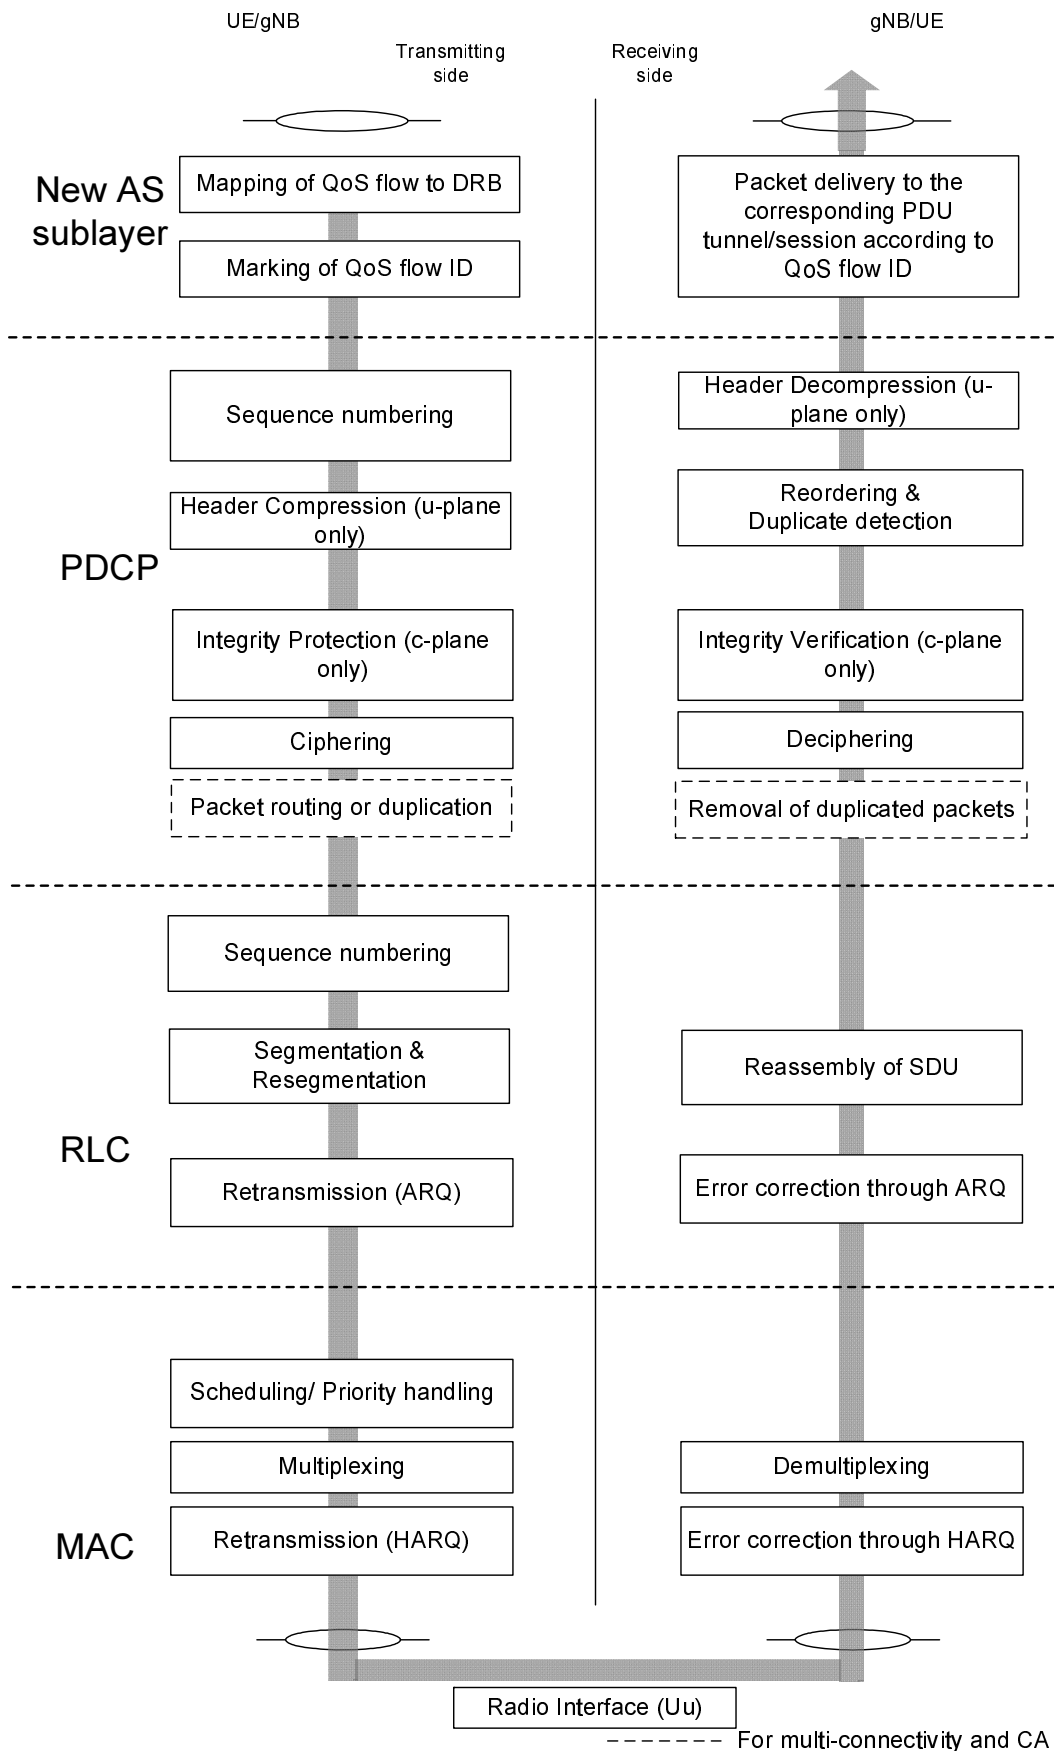 UE/gNB
gNB/UE
Transmitting
side
Receiving
side
New AS
sublayer
Mapping of QoS flow to DRB
Marking of QoS flow ID
Packet delivery to the
corresponding PDU
tunnel/session according to
QoS flow ID
PDCP
Sequence numbering
Header Compression (u-plane
only)
Integrity Protection (c-plane
only)
Ciphering
Packet routing or duplication
Header Decompression (u-
plane only)
Reordering &
Duplicate detection
Integrity Verification (c-plane
only)
Deciphering
Removal of duplicated packets
RLC
Sequence numbering
Segmentation &
Resegmentation
Retransmission (ARQ)
Reassembly of SDU
Error correction through ARQ
MAC
Scheduling/ Priority handling
Multiplexing
Retransmission (HARQ)
Demultiplexing
Error correction through HARQ
Radio Interface (Uu)
For multi-connectivity and CA